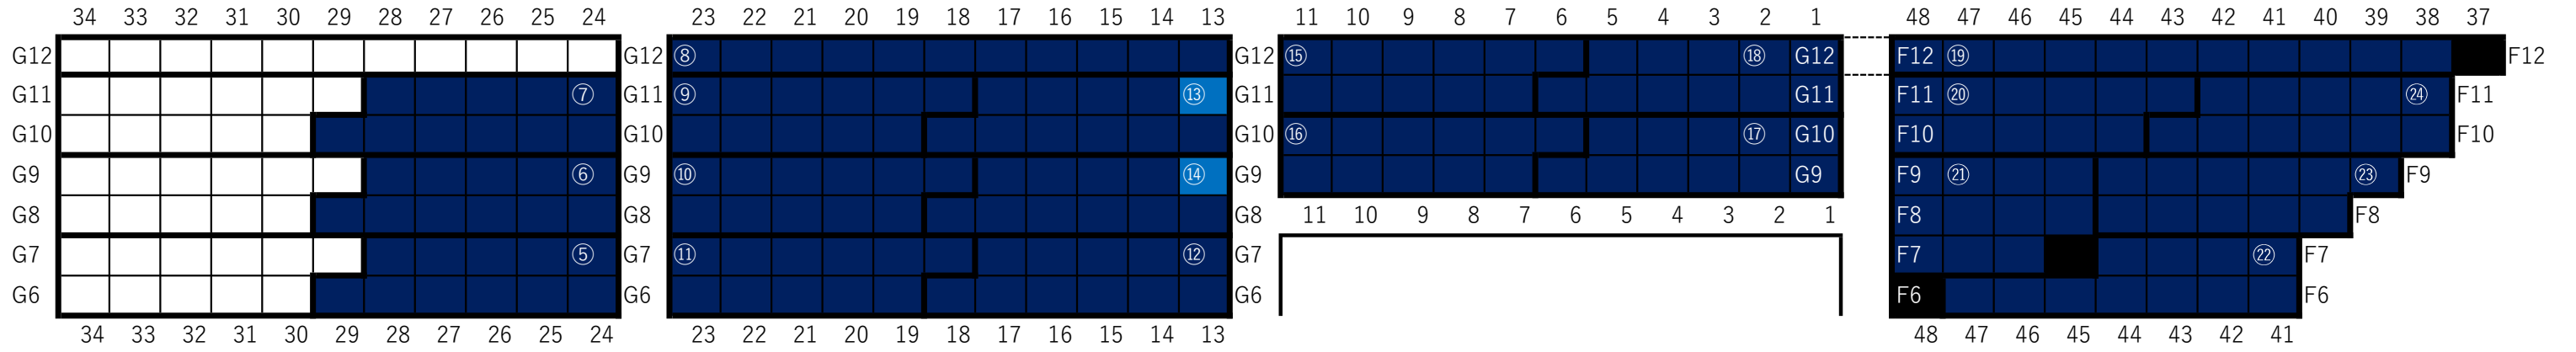 34 33 32 31 30 29 28 27 26 25 24 23 22 21 20 19 18 17 16 15 14 13 11 10 9 8 7 6 5 4 3 2 1 48 47 46 45 44 43 42 41 40 39 38 37
G12 G12 ⑧ G12 ⑮ ⑱ G12 F12 ⑲ F12
G11 ⑦ G11 ⑨ ⑬ G11 G11 F11 ⑳ ㉔ F11
G10 G10 G10 ⑯ ⑰ G10 F10 F10
G9 ⑥ G9 ⑩ ⑭ G9 G9 F9 ㉑ ㉓ F9
G8 G8 G8 11 10 9 8 7 6 5 4 3 2 1 F8 F8
G7 ⑤ G7 ⑪ ⑫ G7 F7 ㉒ F7
G6 G6 G6 F6 F6
34 33 32 31 30 29 28 27 26 25 24 23 22 21 20 19 18 17 16 15 14 13 48 47 46 45 44 43 42 41